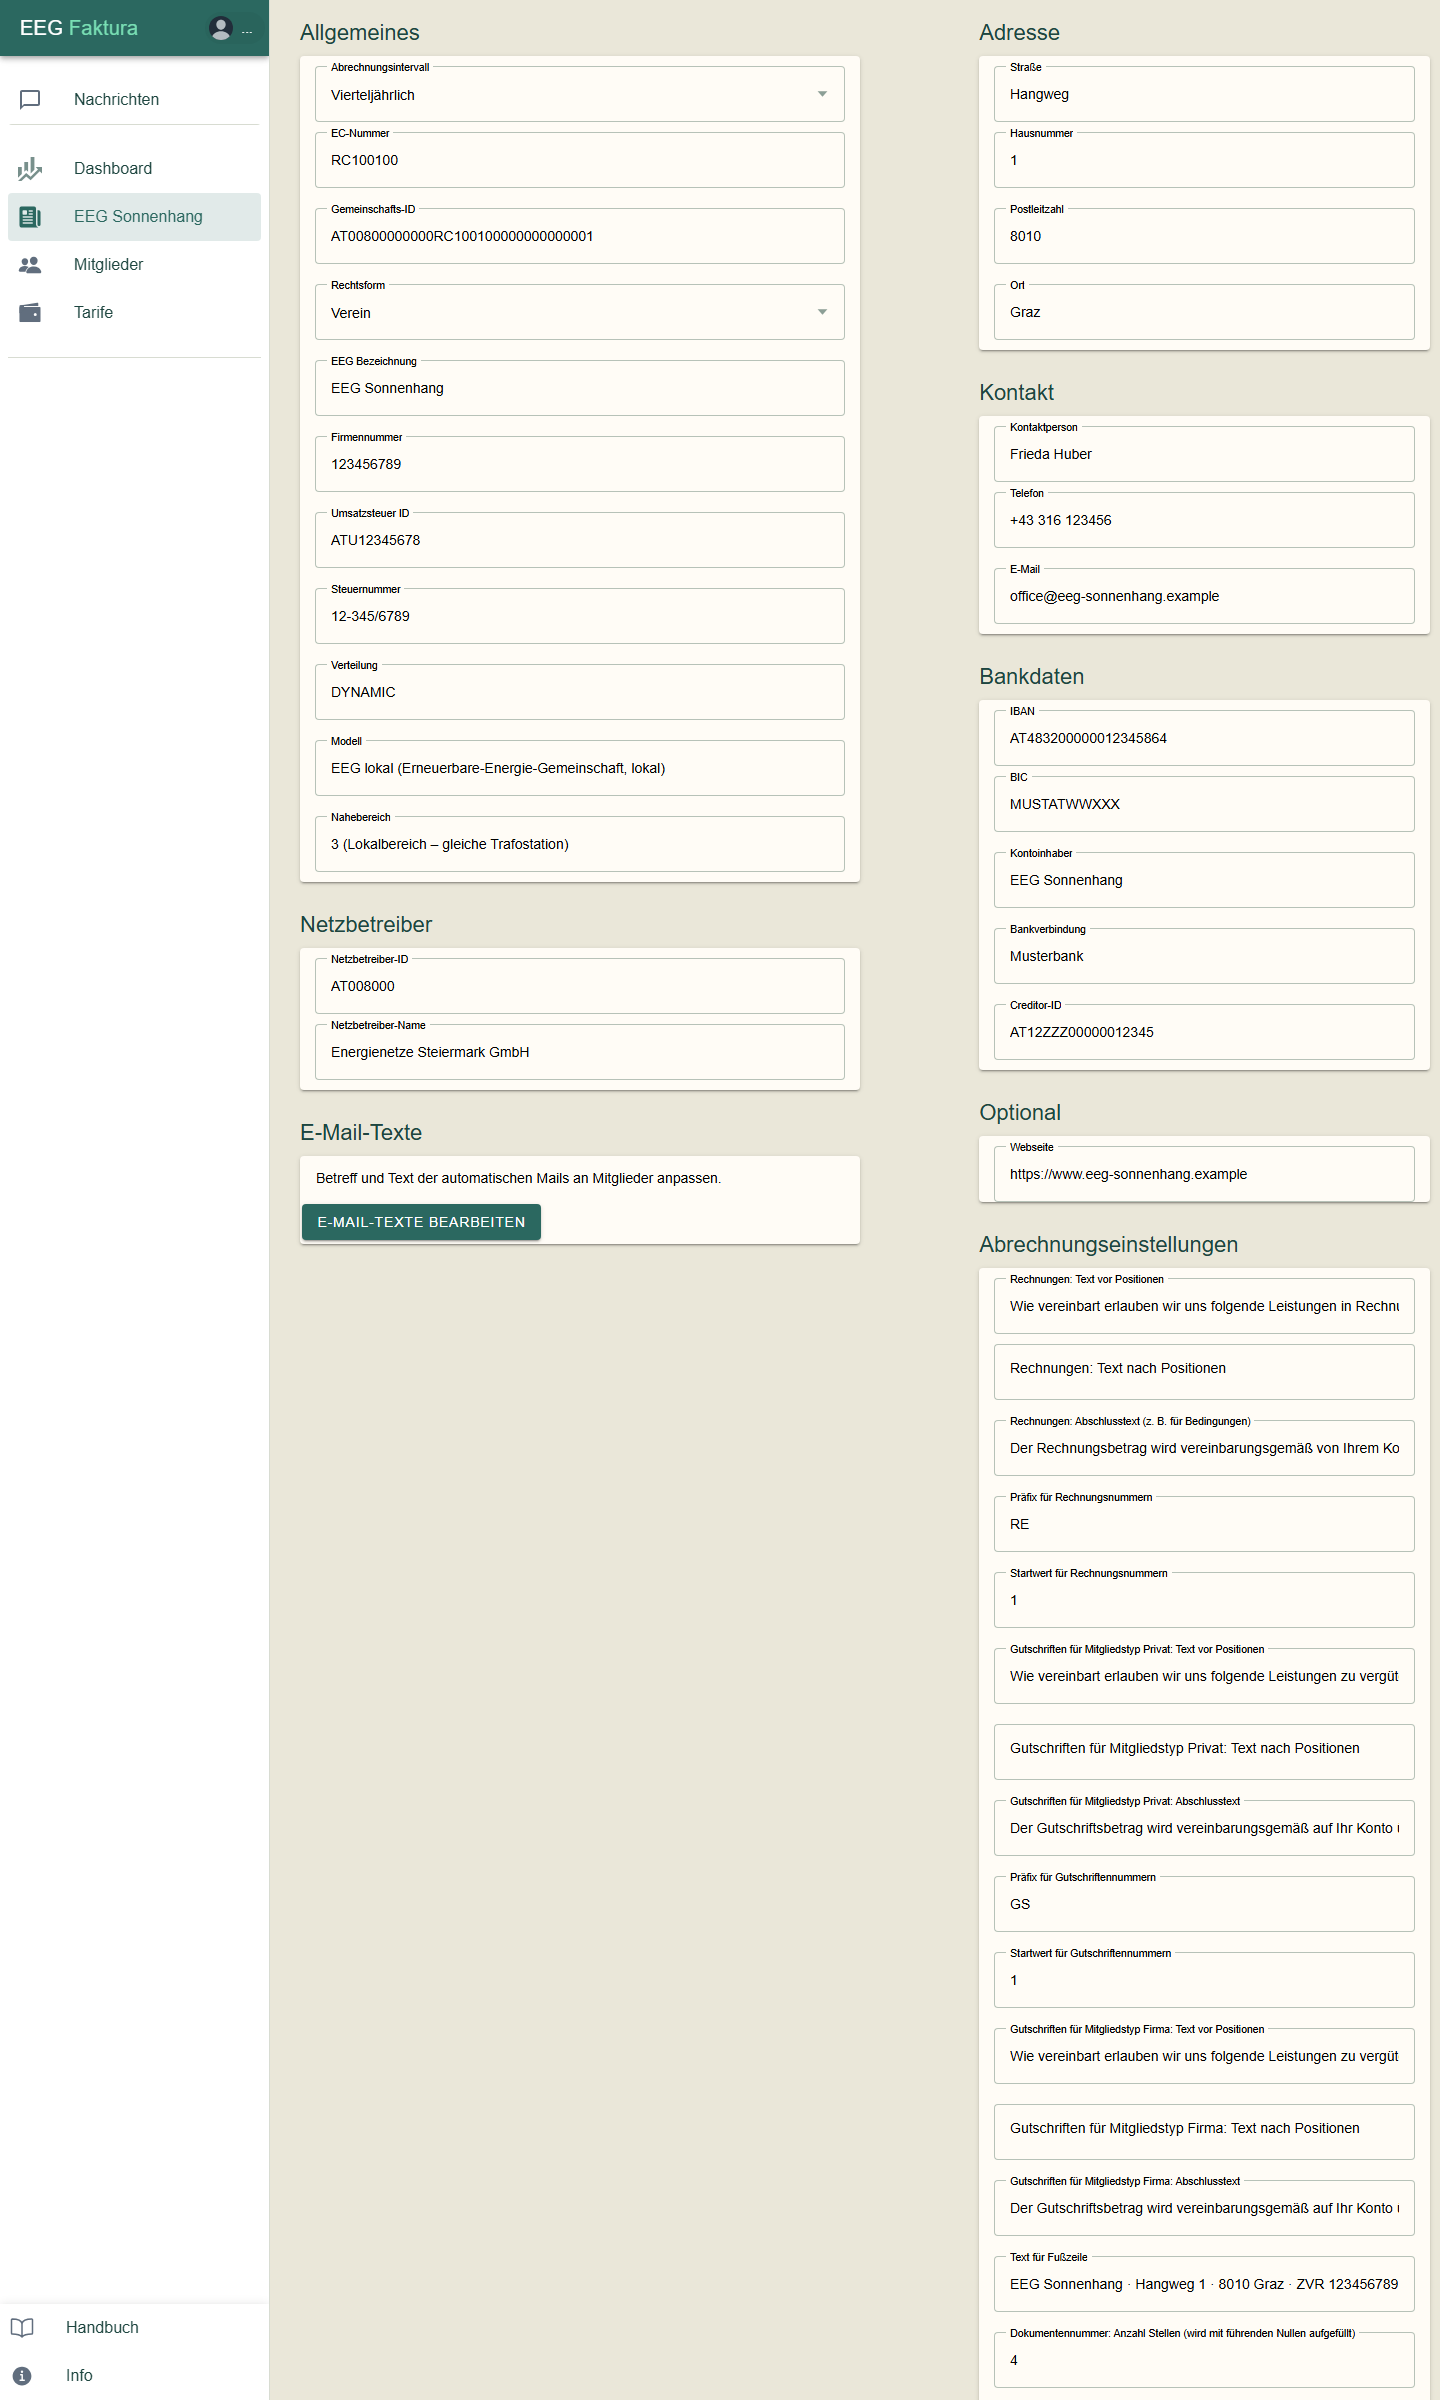 EEG Faktura
...
Nachrichten
Dashboard
EEG Sonnenhang
Mitglieder
Tarife
Handbuch
Info
Allgemeines
Abrechnungsintervall
Vierteljährlich
EC-Nummer
RC100100
Gemeinschafts-ID
AT00800000000RC100100000000000001
Rechtsform
Verein
EEG Bezeichnung
EEG Sonnenhang
Firmennummer
123456789
Umsatzsteuer ID
ATU12345678
Steuernummer
12-345/6789
Verteilung
DYNAMIC
Modell
EEG lokal (Erneuerbare-Energie-Gemeinschaft, lokal)
Nahebereich
3 (Lokalbereich – gleiche Trafostation)
Netzbetreiber
Netzbetreiber-ID
AT008000
Netzbetreiber-Name
Energienetze Steiermark GmbH
E-Mail-Texte
Betreff und Text der automatischen Mails an Mitglieder anpassen.
E-MAIL-TEXTE BEARBEITEN
Adresse
Straße
Hangweg
Hausnummer
1
Postleitzahl
8010
Ort
Graz
Kontakt
Kontaktperson
Frieda Huber
Telefon
+43 316 123456
E-Mail
office@eeg-sonnenhang.example
Bankdaten
IBAN
AT483200000012345864
BIC
MUSTATWWXXX
Kontoinhaber
EEG Sonnenhang
Bankverbindung
Musterbank
Creditor-ID
AT12ZZZ00000012345
Optional
Webseite
https://www.eeg-sonnenhang.example
Abrechnungseinstellungen
Rechnungen: Text vor Positionen
Wie vereinbart erlauben wir uns folgende Leistungen in Rechnu
Rechnungen: Text nach Positionen
Rechnungen: Abschlusstext (z. B. für Bedingungen)
Der Rechnungsbetrag wird vereinbarungsgemäß von Ihrem Ko
Präfix für Rechnungsnummern
RE
Startwert für Rechnungsnummern
1
Gutschriften für Mitgliedstyp Privat: Text vor Positionen
Wie vereinbart erlauben wir uns folgende Leistungen zu vergüt
Gutschriften für Mitgliedstyp Privat: Text nach Positionen
Gutschriften für Mitgliedstyp Privat: Abschlusstext
Der Gutschriftsbetrag wird vereinbarungsgemäß auf Ihr Konto
Präfix für Gutschriftennummern
GS
Startwert für Gutschriftennummern
1
Gutschriften für Mitgliedstyp Firma: Text vor Positionen
Wie vereinbart erlauben wir uns folgende Leistungen zu vergüt
Gutschriften für Mitgliedstyp Firma: Text nach Positionen
Gutschriften für Mitgliedstyp Firma: Abschlusstext
Der Gutschriftsbetrag wird vereinbarungsgemäß auf Ihr Konto
Text für Fußzeile
EEG Sonnenhang · Hangweg 1 · 8010 Graz · ZVR 123456789
Dokumentennummer: Anzahl Stellen (wird mit führenden Nullen aufgefüllt)
4